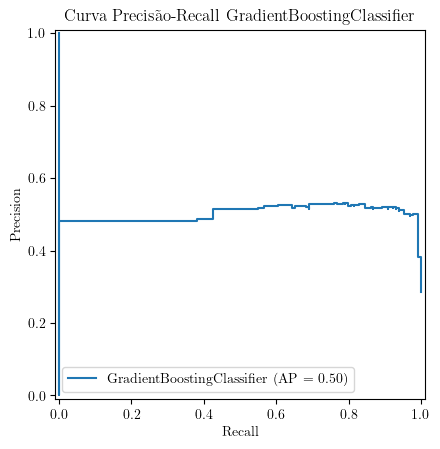 Curva Precisão-Recall GradientBoostingClassifier
1.0
0.8
0.6
0.4
0.2
0.0
Precision
GradientBoostingClassifier (AP = 0.50)
0.0 0.2 0.4 0.6 0.8 1.0
Recall